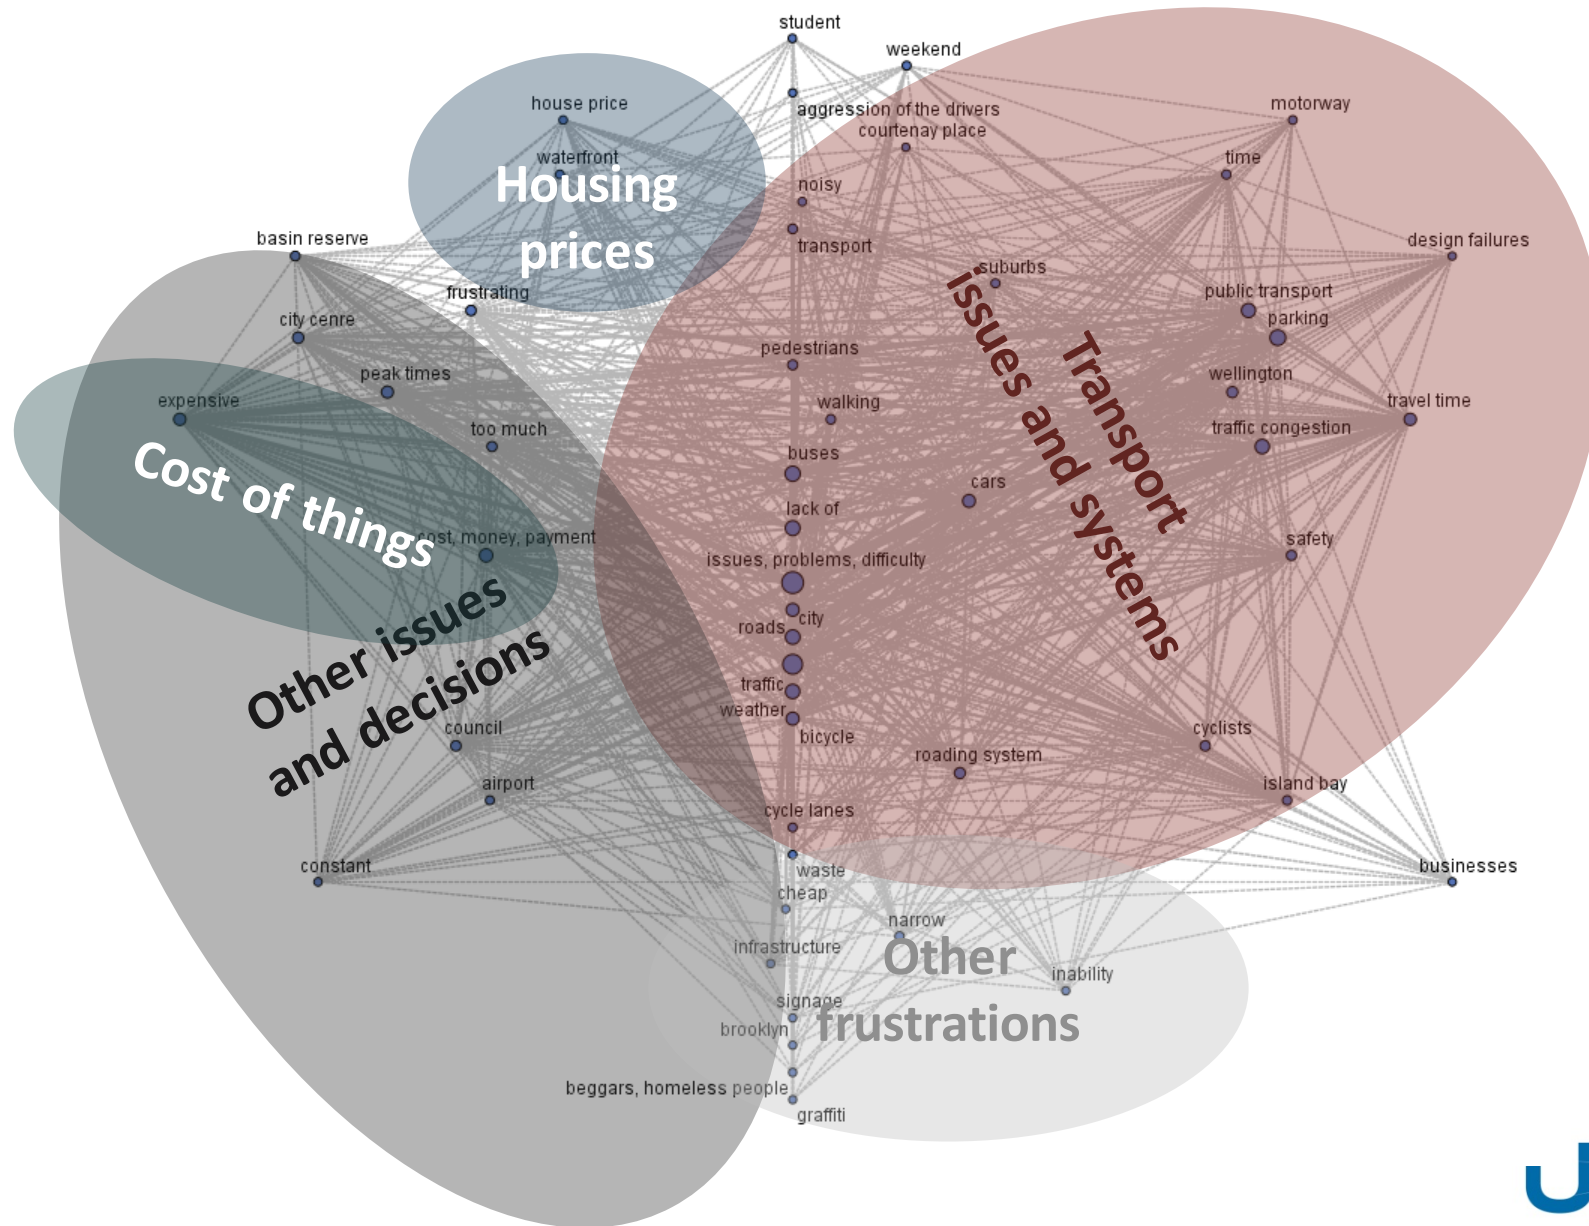 student
weekend
house price
aggression of the drivers
motorway
courtenay place
waterfront
time
Housing
prices
noisy
basin reserve
transport
design failures
suburbs
frustrating
public transport
city cenre
parking
pedestrians
peak times
wellington
expensive
walking
travel time
too much
traffic congestion
Transport
issues and systems
buses
Cost of things
cars
lack of
cost, money, payment
safety
issues, problems, difficulty
city
roads
Other issues
and decisions
traffic
weather
council
bicycle
cyclists
roading system
airport
island bay
cycle lanes
constant
waste
businesses
cheap
narrow
infrastructure
Other
frustrations
inability
signage
brooklyn
beggars, homeless people
graffiti